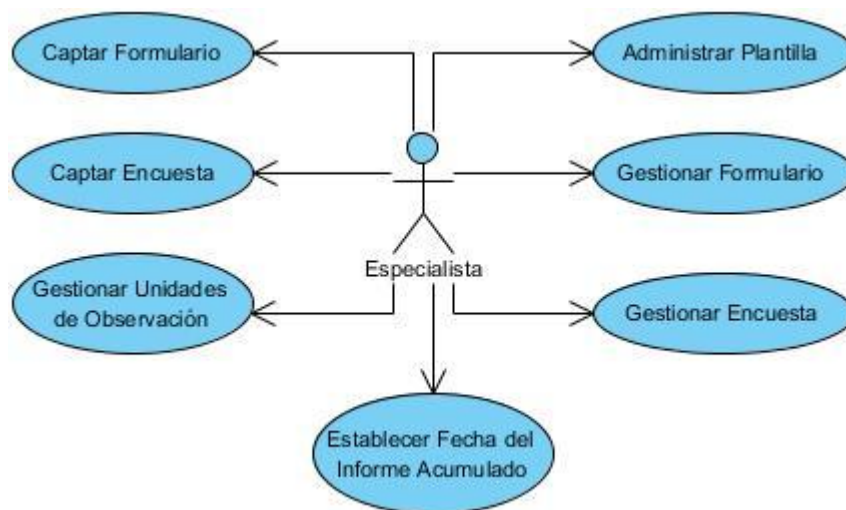 Captar Formulario
Administrar Plantilla
Captar Encuesta
Gestionar Formulario
Especialista
Gestionar Unidades
de Observación
Gestionar Encuesta
Establecer Fecha del
Informe Acumulado